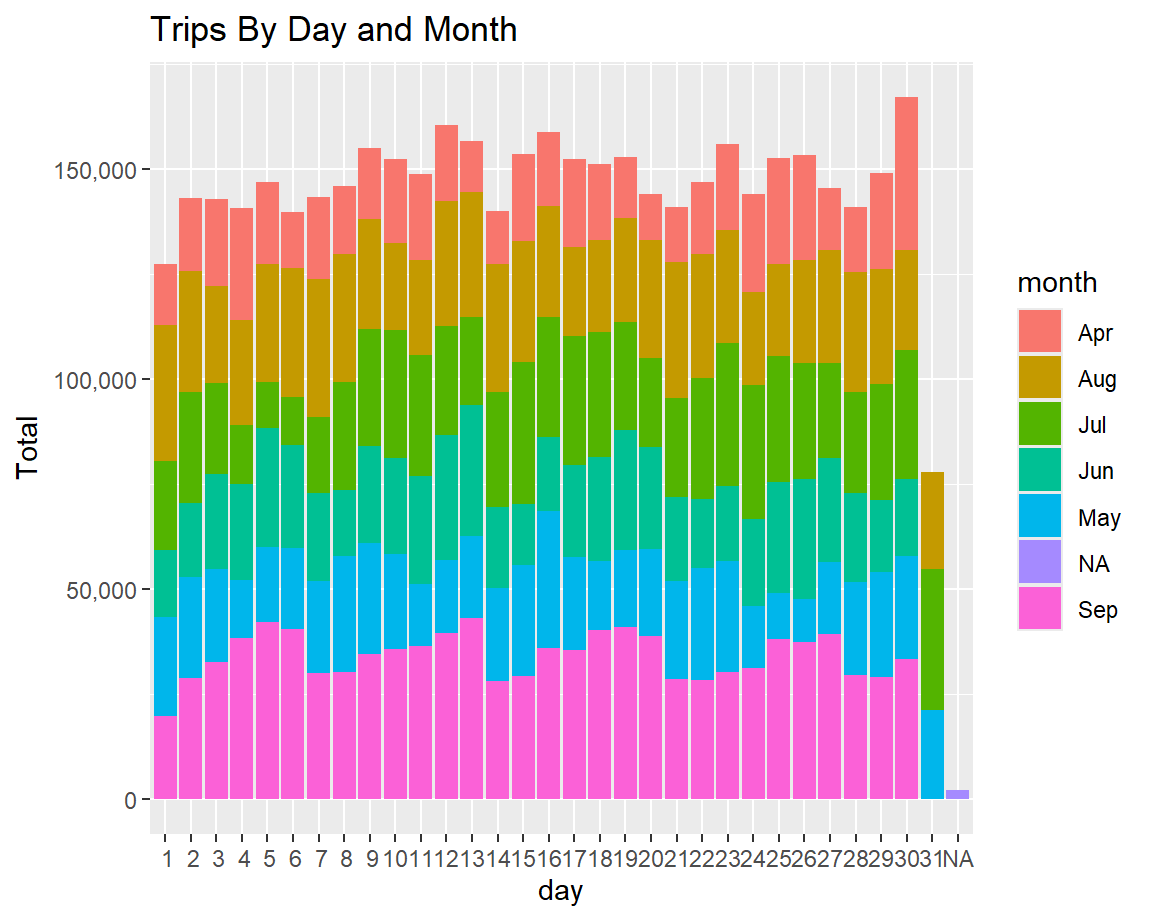 Trips By Day and Month
150,000
100,000
50,000
0
Total
1 2 3 4 5 6 7 8 9 10 11 12 13 14 15 16 17 18 19 20 21 22 23 24 25 26 27 28 29 30 31 NA
day
month
Apr
Aug
Jul
Jun
May
NA
Sep